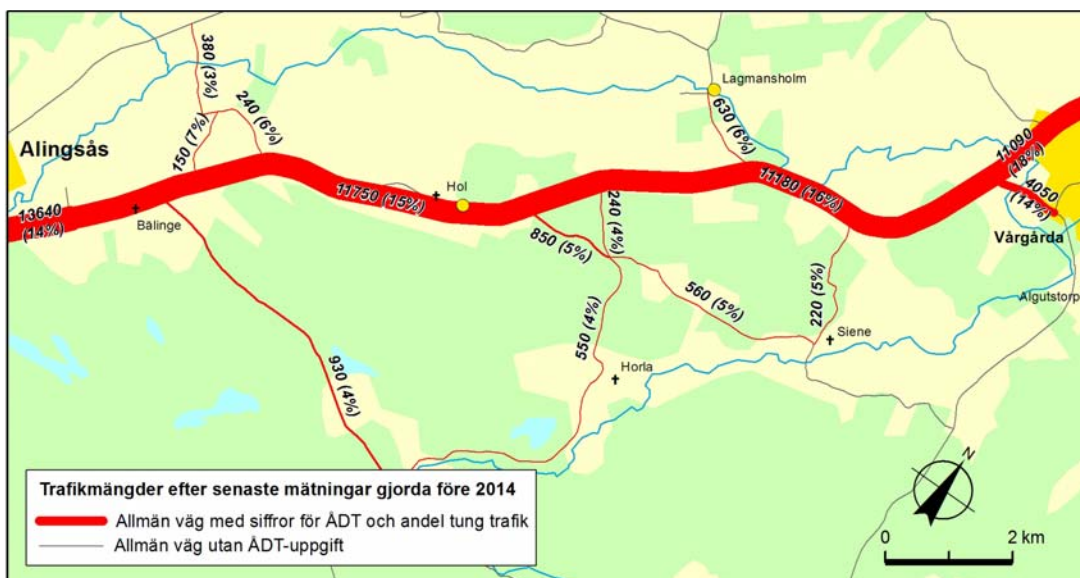 380 (3%)
Lagmansholm
240 (6%)
630 (6%)
Alingsås
150 (7%)
11090
(18%)
Hol
11750 (15%)
11180 (16%)
4050
(14%)
13640
(14%)
Bälinge
240 (4%)
850 (5%)
Vårgårda
560 (5%)
220 (5%)
Algutstorp
550 (4%)
Siene
Horla
930 (4%)
N
Trafikmängder efter senaste mätningar gjorda före 2014
Allmän väg med siffror för ÅDT och andel tung trafik
Allmän väg utan ÅDT-uppgift
0 2 km